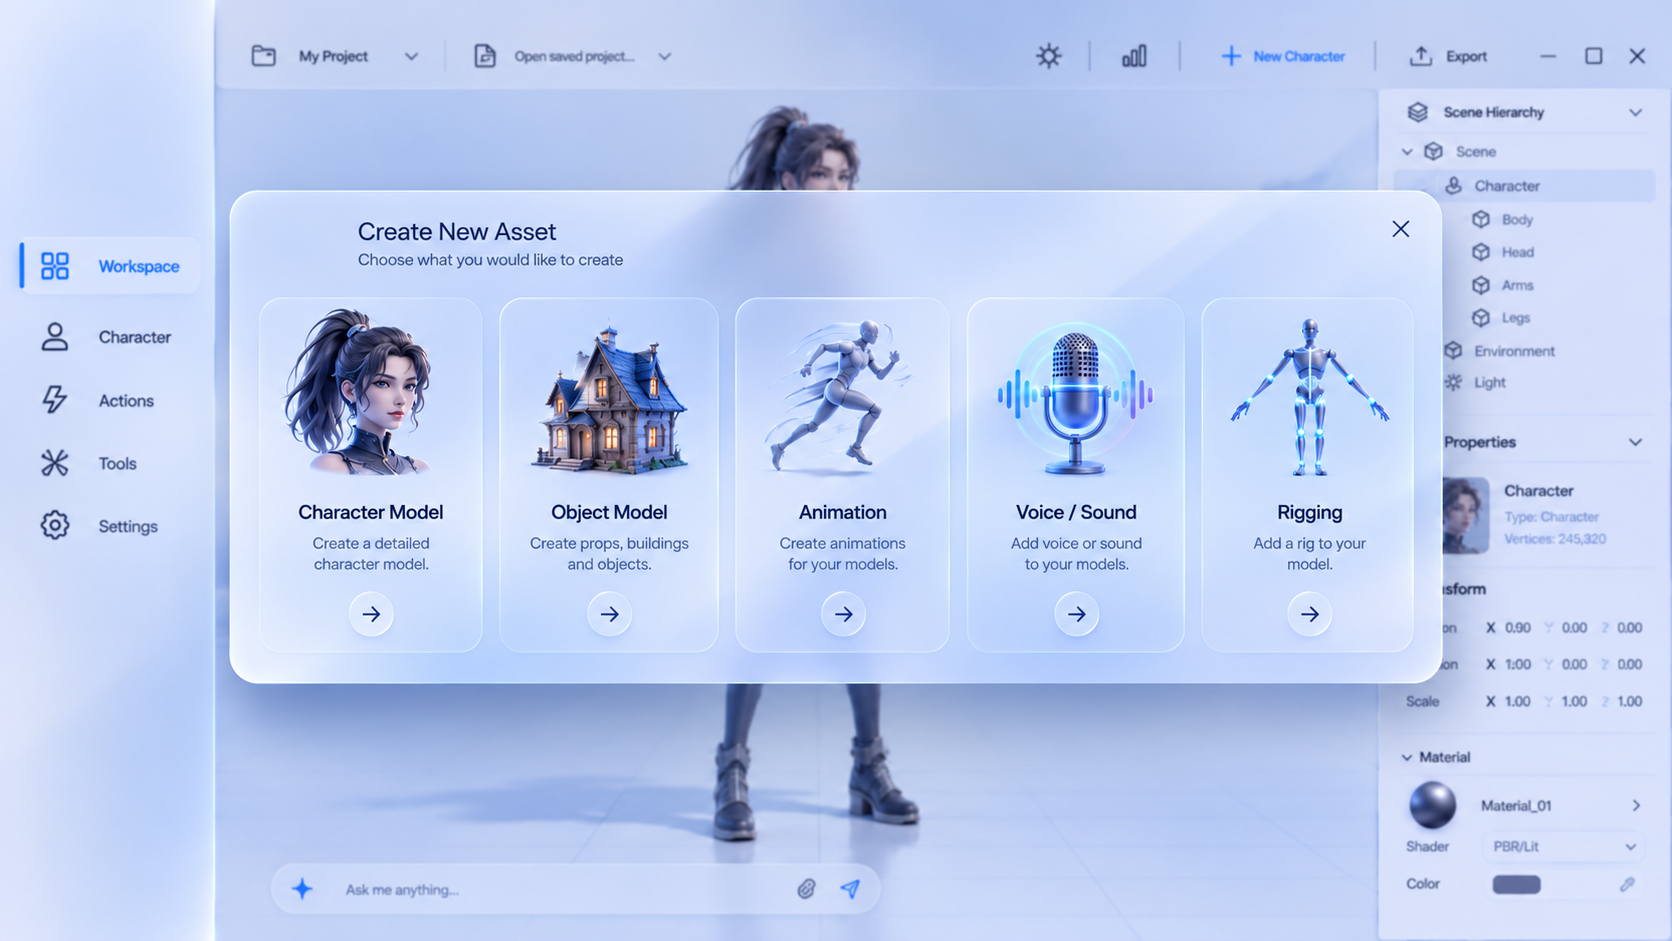 My Project
Open saved project...
New Character
Export
Workspace
Character
Actions
Tools
Settings
Create New Asset
Choose what you would like to create
Character Model
Create a detailed
character model.
Object Model
Create props, buildings
and objects.
Animation
Create animations
for your models.
Voice / Sound
Add voice or sound
to your models.
Rigging
Add a rig to your
model.
Scene Hierarchy
Scene
Character
Body
Head
Arms
Legs
Environment
Light
Properties
Character
Type: Character
Vertices: 245,320
nsform
on X 0.90 Y 0.00 Z 0.00
ion X 1.00 Y 0.00 Z 0.00
Scale X 1.00 Y 1.00 Z 1.00
Material
Material_01
Shader PBR/Lit
Color
Ask me anything...